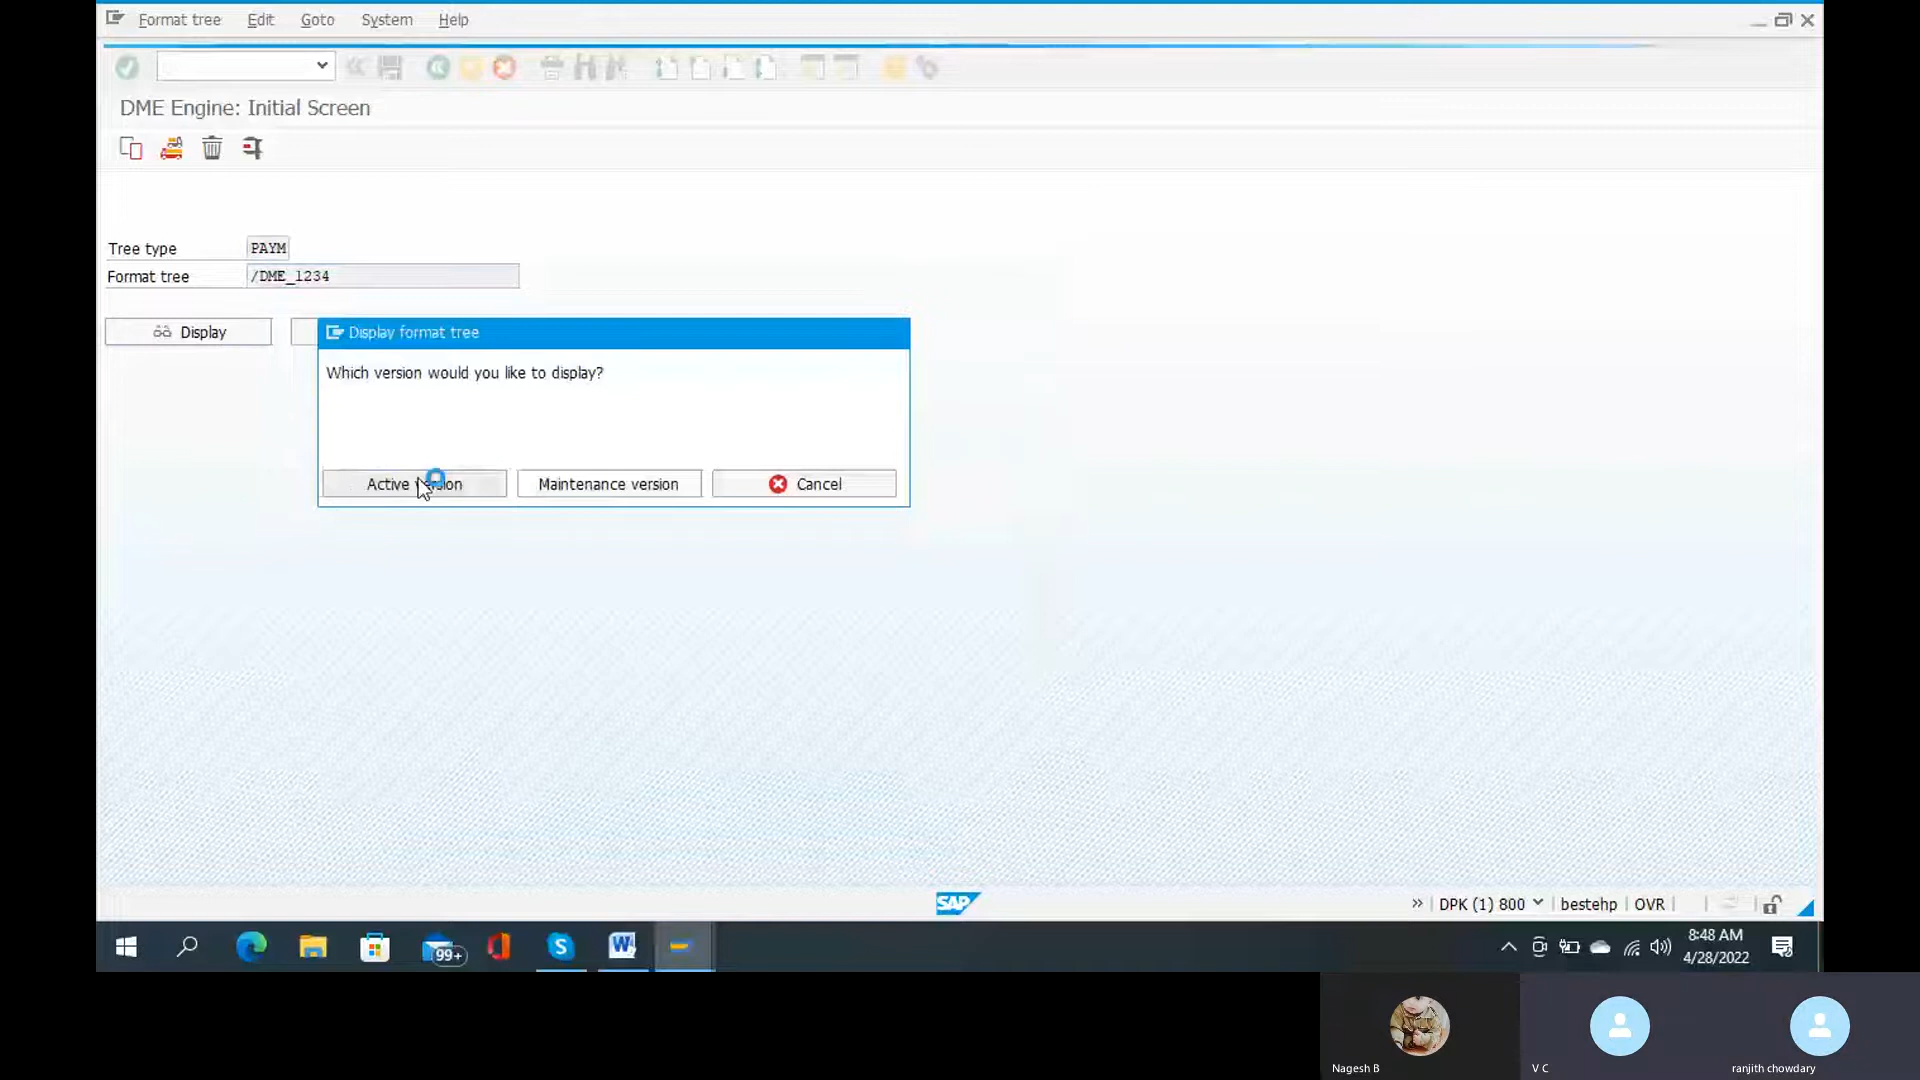 Format tree Edit Goto System Help
DME Engine: Initial Screen
Tree type PAYM
Format tree /DME_1234
Display
Display format tree
Which version would you like to display?
Active version Maintenance version Cancel
SAP
» DPK (1) 800 bestehp OVR
99+
8:48 AM
4/28/2022
Nagesh B V C ranjith chowdary